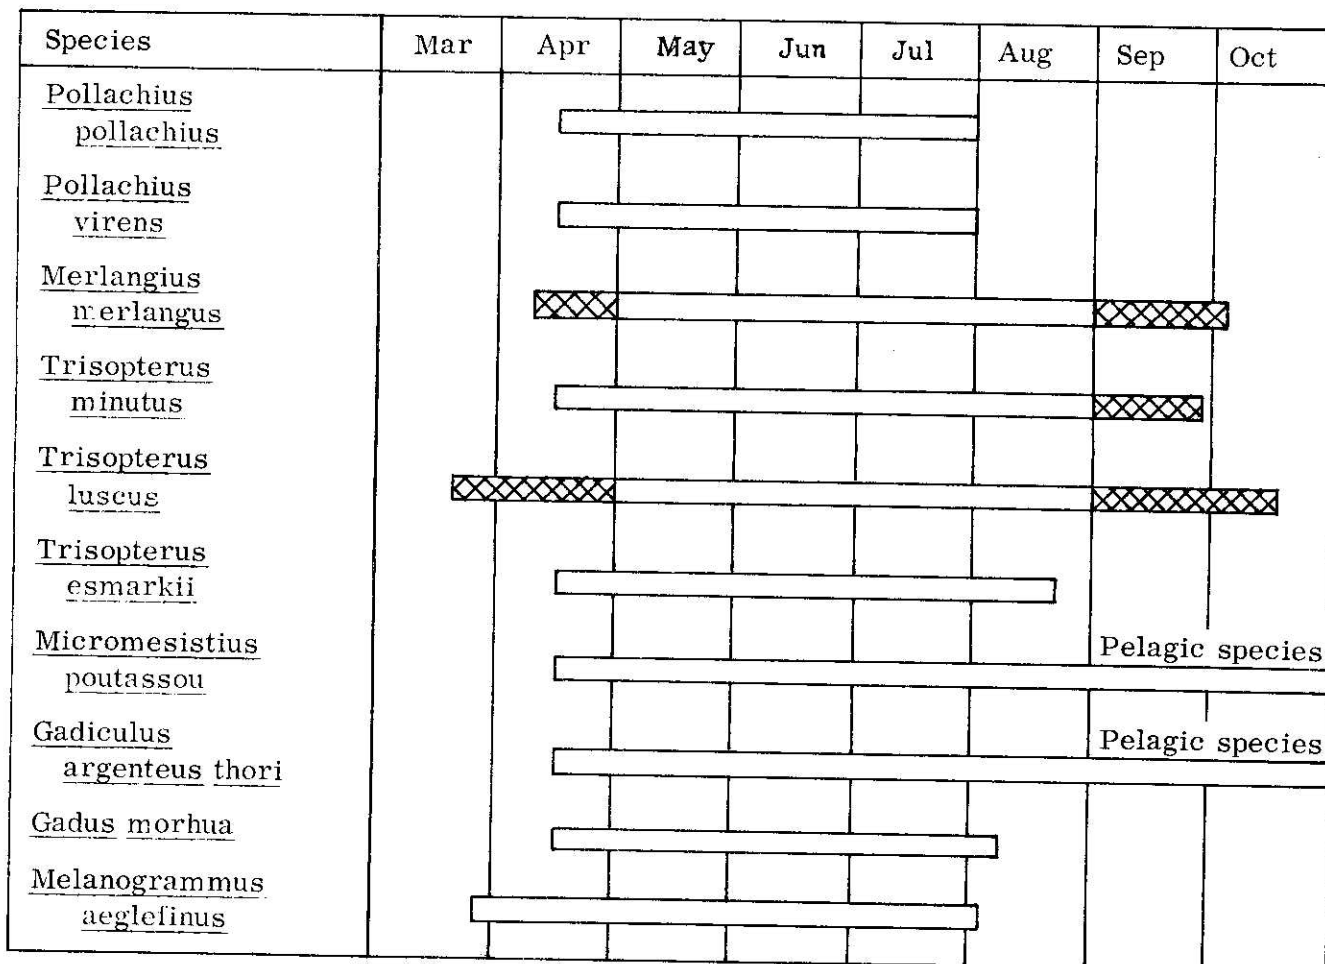 Species Mar Apr May Jun Jul Aug Sep Oct
Pollachius
pollachius
Pollachius
virens
Merlangius
merlangus
Trisopterus
minutus
Trisopterus
luscus
Trisopterus
esmarkii
Micromesistius Pelagic species
poutassou
Gadiculus Pelagic species
argenteus thori
Gadus morhua
Melanogrammus
aeglefinus